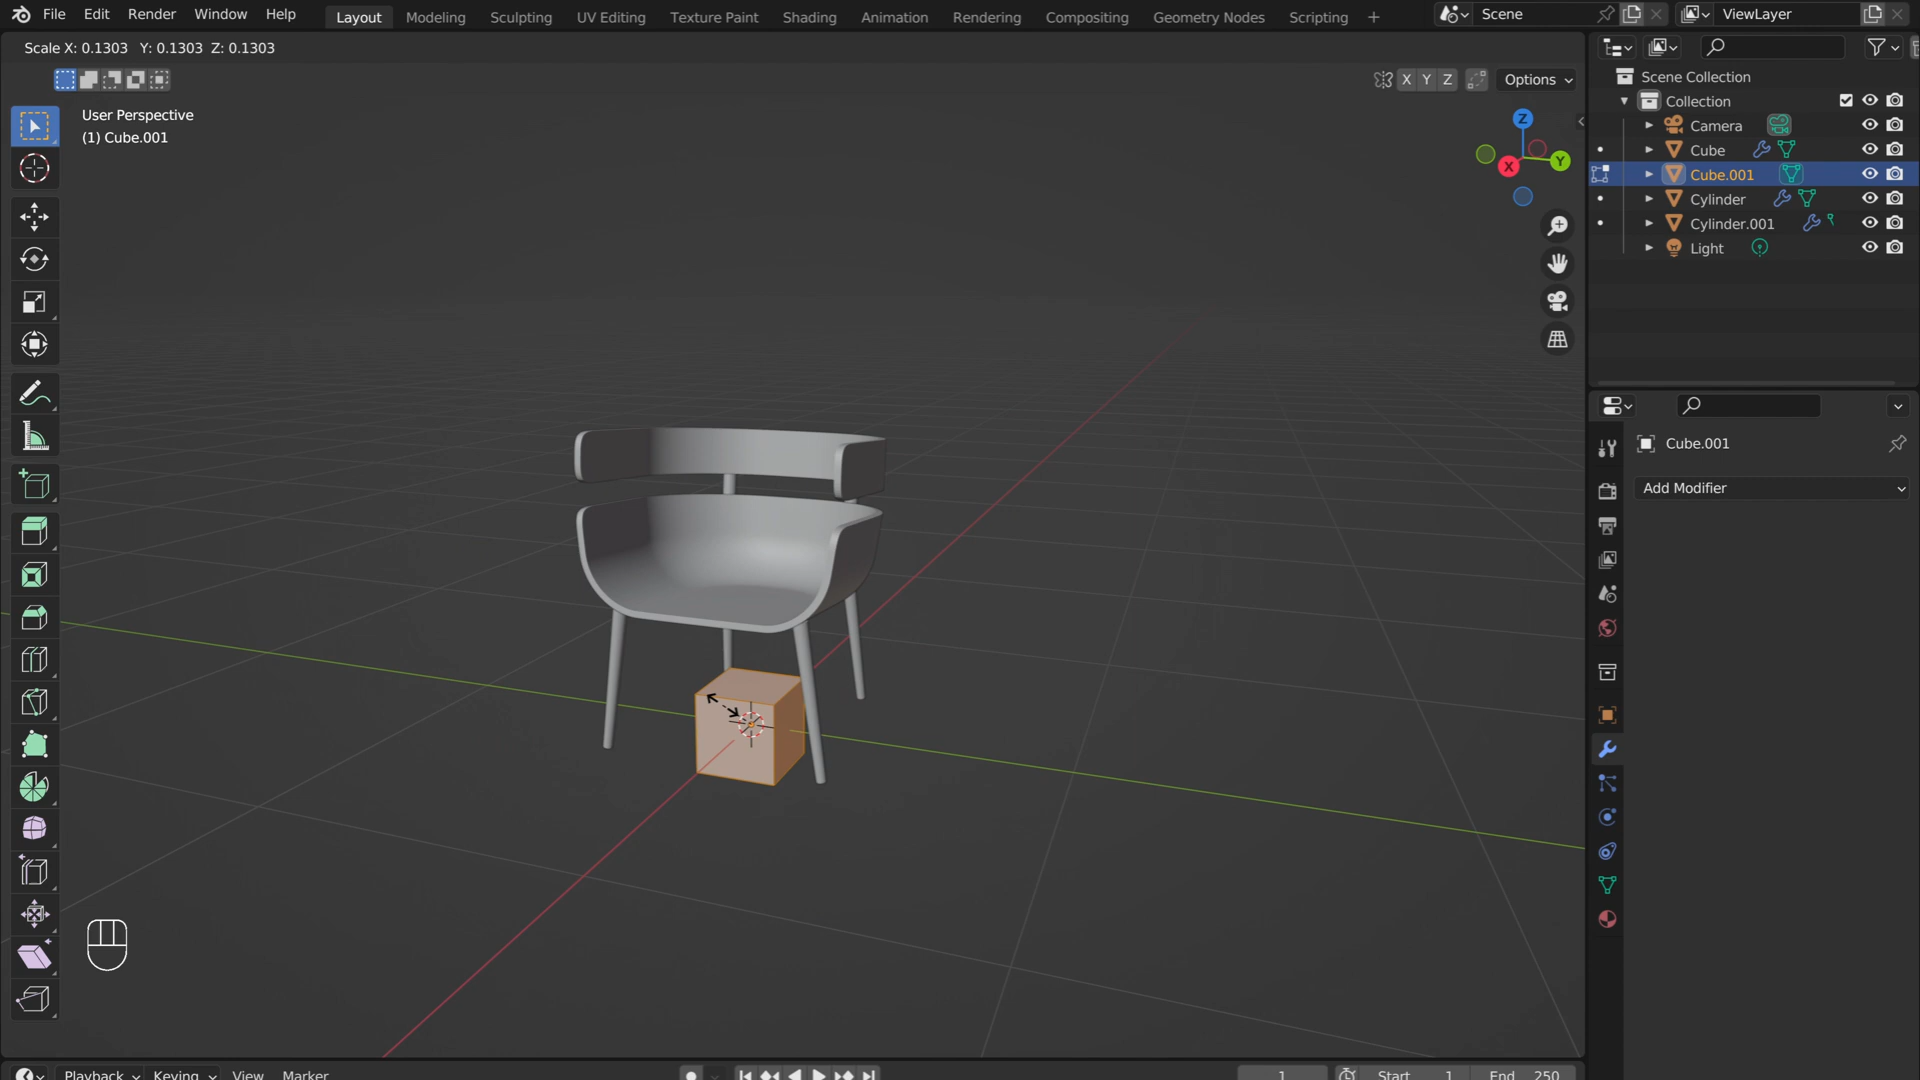 File Edit Render Window Help Layout Modeling Sculpting UV Editing Texture Paint Shading Animation Rendering Compositing Geometry Nodes Scripting + Scene ViewLayer
Scale X: 0.1303 Y: 0.1303 Z: 0.1303
X Y Z Options
User Perspective
(1) Cube.001
Z
X Y
Scene Collection
Collection
Camera
Cube
Cube.001
Cylinder
Cylinder.001
Light
Cube.001
Add Modifier
Playback Keying View Marker 1 Start 1 End 250